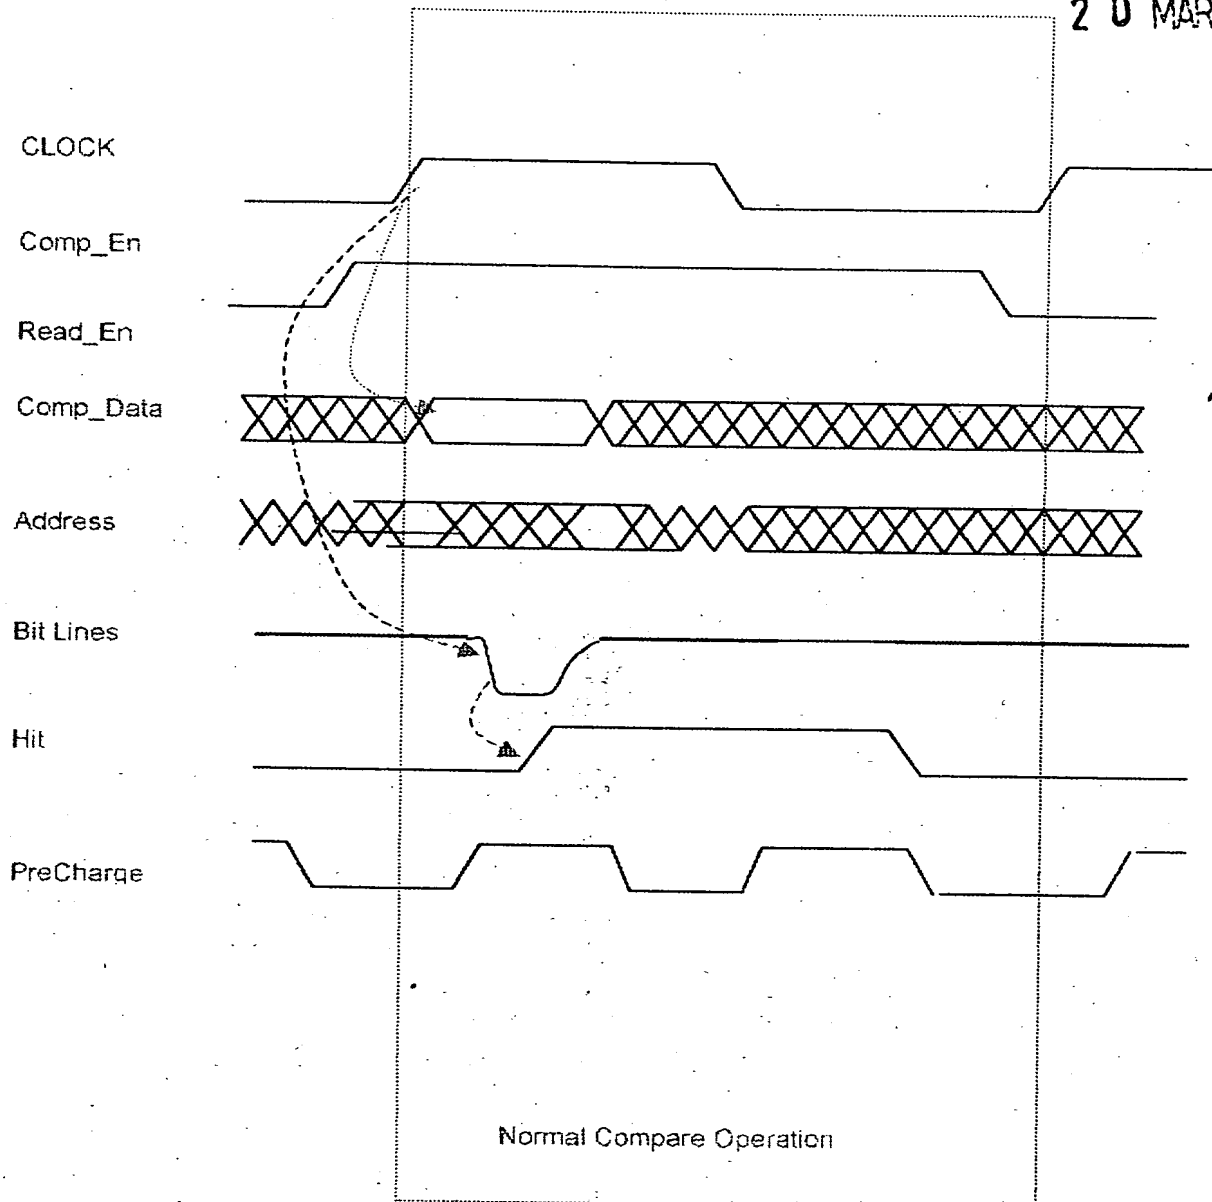 2 0 MAR
CLOCK
Comp_En
Read_En
Comp_Data
Address
Bit Lines
Hit
PreCharge
Normal Compare Operation